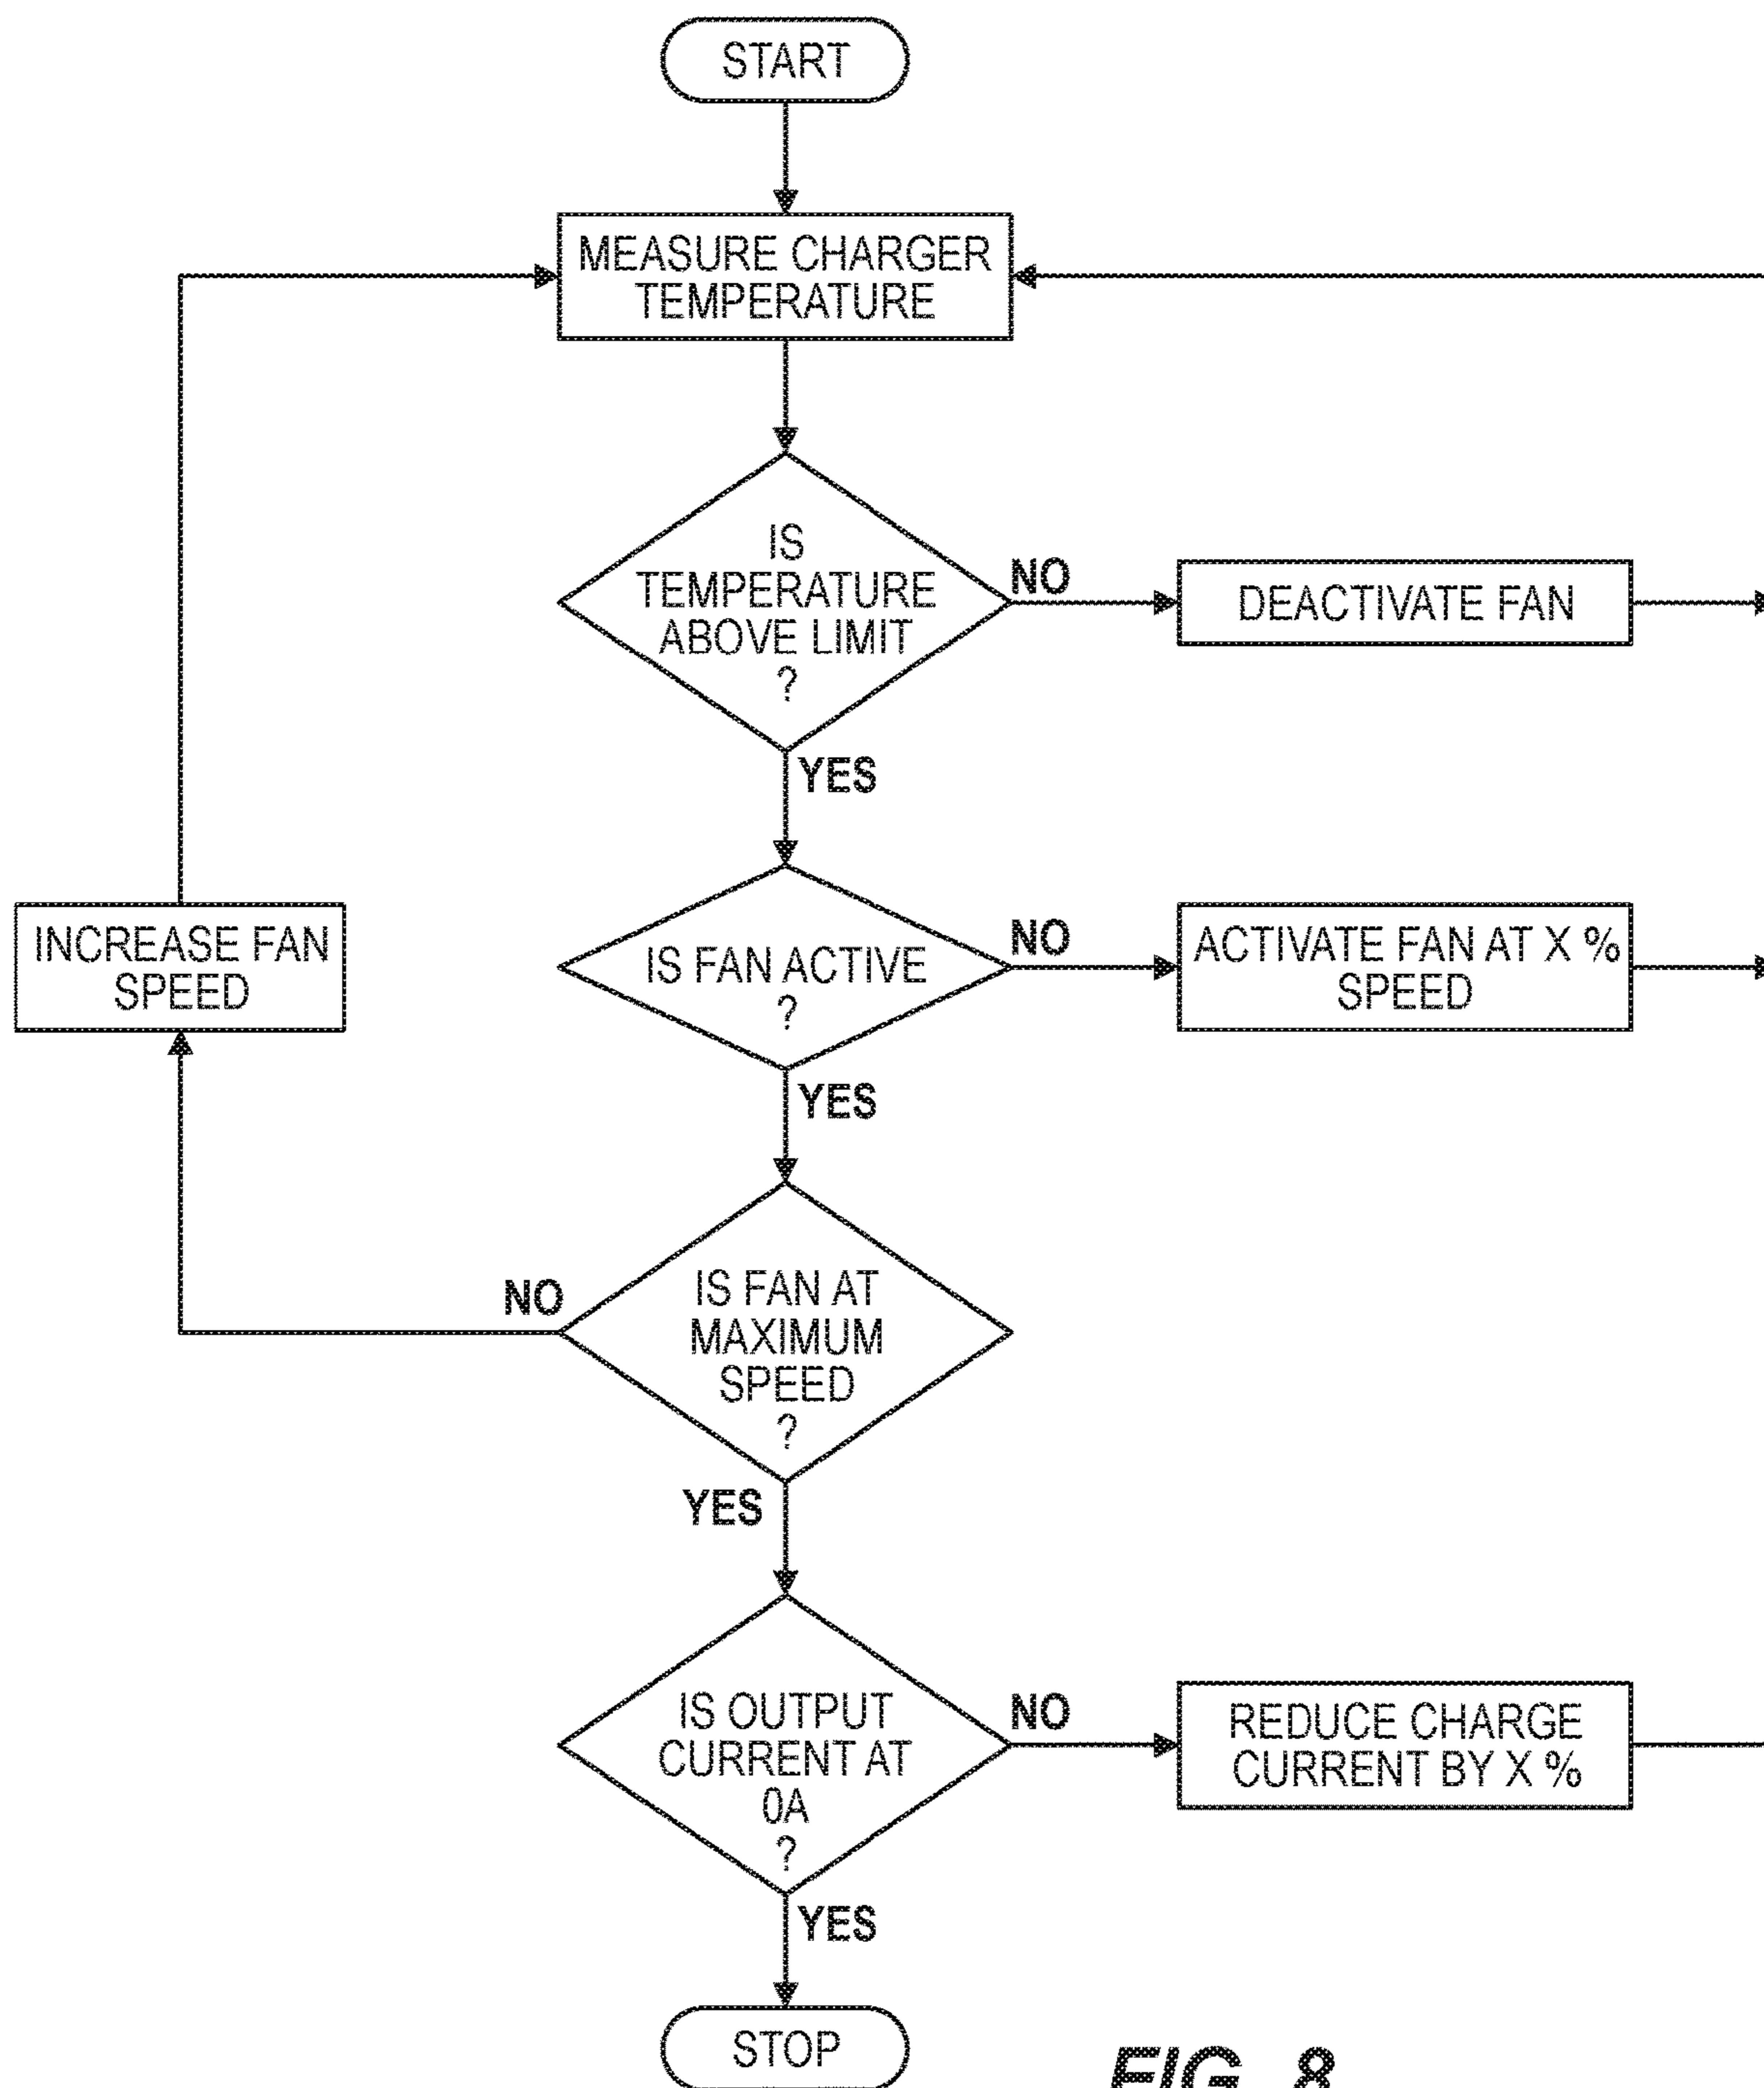 START
MEASURE CHARGER
TEMPERATURE
IS
TEMPERATURE
ABOVE LIMIT
?
NO
DEACTIVATE FAN
YES
INCREASE FAN
SPEED
IS FAN ACTIVE
?
NO
ACTIVATE FAN AT X %
SPEED
YES
NO
IS FAN AT
MAXIMUM
SPEED
?
YES
IS OUTPUT
CURRENT AT
0A
?
NO
REDUCE CHARGE
CURRENT BY X %
YES
STOP
FIG. 8